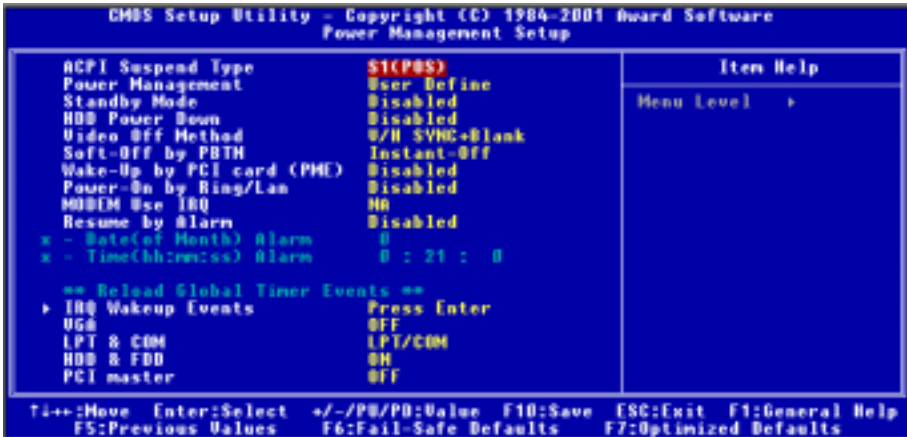 CMOS Setup Utility - Copyright (C) 1984-2001 Award Software
Power Management Setup
ACPI Suspend Type S1(POS)
Power Management User Define
Standby Mode Disabled
HDD Power Down Disabled
Video Off Method V/H SYNC+Blank
Soft-Off by PBTN Instant-Off
Wake-Up by PCI card (PME) Disabled
Power-On by Ring/Lan Disabled
MODEM Use IRQ NA
Resume by Alarm Disabled
x - Date(of Month) Alarm 0
x - Time(hh:mm:ss) Alarm 0 : 21 : 0
** Reload Global Timer Events **
▸ IRQ Wakeup Events Press Enter
VGA OFF
LPT & COM LPT/COM
HDD & FDD ON
PCI master OFF
Item Help
Menu Level ▸
↑↓→←:Move Enter:Select +/-/PU/PD:Value F10:Save ESC:Exit F1:General Help
F5:Previous Values F6:Fail-Safe Defaults F7:Optimized Defaults